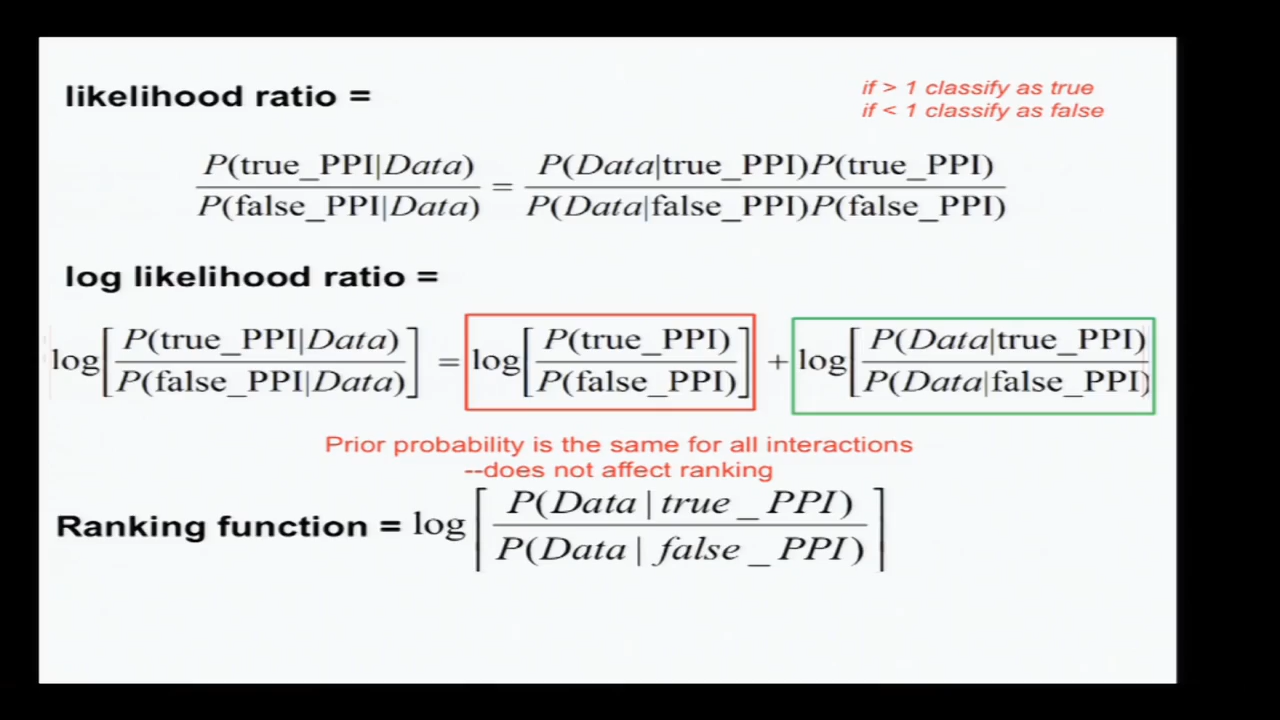 likelihood ratio =
if > 1 classify as true
if < 1 classify as false
P(true_PPI|Data) / P(false_PPI|Data) = P(Data|true_PPI)P(true_PPI) / P(Data|false_PPI)P(false_PPI)
log likelihood ratio =
log[P(true_PPI|Data) / P(false_PPI|Data)] = log[P(true_PPI) / P(false_PPI)] + log[P(Data|true_PPI) / P(Data|false_PPI)
Prior probability is the same for all interactions
--does not affect ranking
Ranking function = log[P(Data | true _ PPI) / P(Data | false _ PPI)]